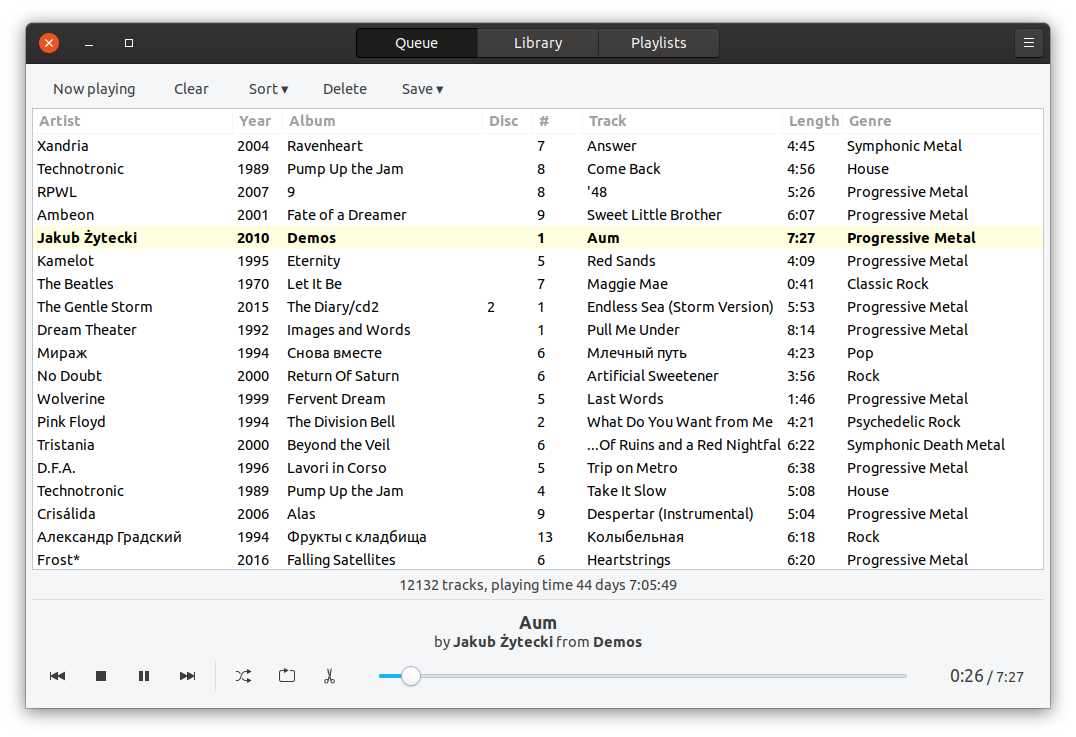 Queue Library Playlists
Now playing Clear Sort ▾ Delete Save ▾
Artist Year Album Disc # Track Length Genre
Xandria 2004 Ravenheart 7 Answer 4:45 Symphonic Metal
Technotronic 1989 Pump Up the Jam 8 Come Back 4:56 House
RPWL 2007 9 8 '48 5:26 Progressive Metal
Ambeon 2001 Fate of a Dreamer 9 Sweet Little Brother 6:07 Progressive Metal
Jakub Żytecki 2010 Demos 1 Aum 7:27 Progressive Metal
Kamelot 1995 Eternity 5 Red Sands 4:09 Progressive Metal
The Beatles 1970 Let It Be 7 Maggie Mae 0:41 Classic Rock
The Gentle Storm 2015 The Diary/cd2 2 1 Endless Sea (Storm Version) 5:53 Progressive Metal
Dream Theater 1992 Images and Words 1 Pull Me Under 8:14 Progressive Metal
Мираж 1994 Снова вместе 6 Млечный путь 4:23 Pop
No Doubt 2000 Return Of Saturn 6 Artificial Sweetener 3:56 Rock
Wolverine 1999 Fervent Dream 5 Last Words 1:46 Progressive Metal
Pink Floyd 1994 The Division Bell 2 What Do You Want from Me 4:21 Psychedelic Rock
Tristania 2000 Beyond the Veil 6 ...Of Ruins and a Red Nightfal 6:22 Symphonic Death Metal
D.F.A. 1996 Lavori in Corso 5 Trip on Metro 6:38 Progressive Metal
Technotronic 1989 Pump Up the Jam 4 Take It Slow 5:08 House
Crisálida 2006 Alas 9 Despertar (Instrumental) 5:04 Progressive Metal
Александр Градский 1994 Фрукты с кладбища 13 Колыбельная 6:18 Rock
Frost* 2016 Falling Satellites 6 Heartstrings 6:20 Progressive Metal
12132 tracks, playing time 44 days 7:05:49
Aum
by Jakub Żytecki from Demos
0:26 / 7:27